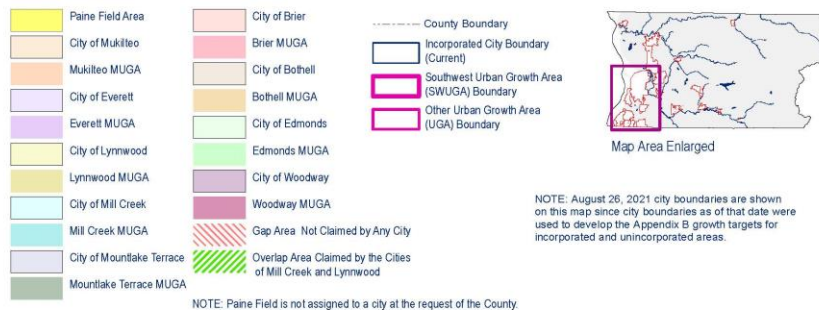 Paine Field Area
City of Mukilteo
Mukilteo MUGA
City of Everett
Everett MUGA
City of Lynnwood
Lynnwood MUGA
City of Mill Creek
Mill Creek MUGA
City of Mountlake Terrace
Mountlake Terrace MUGA
City of Brier
Brier MUGA
City of Bothell
Bothell MUGA
City of Edmonds
Edmonds MUGA
City of Woodway
Woodway MUGA
Gap Area Not Claimed by Any City
Overlap Area Claimed by the Cities
of Mill Creek and Lynnwood
NOTE: Paine Field is not assigned to a city at the request of the County.
County Boundary
Incorporated City Boundary
(Current)
Southwest Urban Growth Area
(SWUGA) Boundary
Other Urban Growth Area
(UGA) Boundary
Map Area Enlarged
NOTE: August 26, 2021 city boundaries are shown
on this map since city boundaries as of that date were
used to develop the Appendix B growth targets for
incorporated and unincorporated areas.